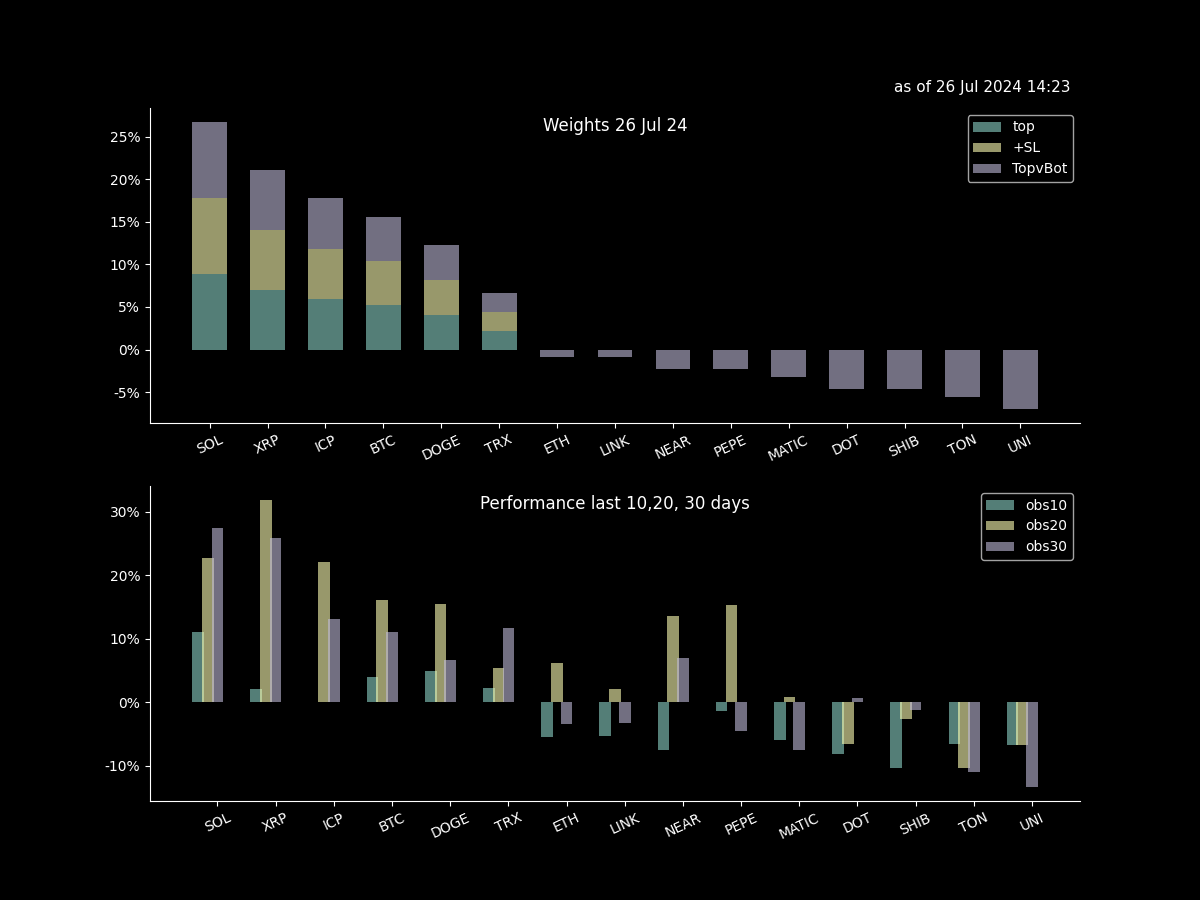 as of 26 Jul 2024 14:23
Weights 26 Jul 24
top
+SL
TopvBot
25%
20%
15%
10%
5%
0%
-5%
SOL XRP ICP BTC DOGE TRX ETH LINK NEAR PEPE MATIC DOT SHIB TON UNI
Performance last 10,20, 30 days
obs10
obs20
obs30
30%
20%
10%
0%
-10%
SOL XRP ICP BTC DOGE TRX ETH LINK NEAR PEPE MATIC DOT SHIB TON UNI